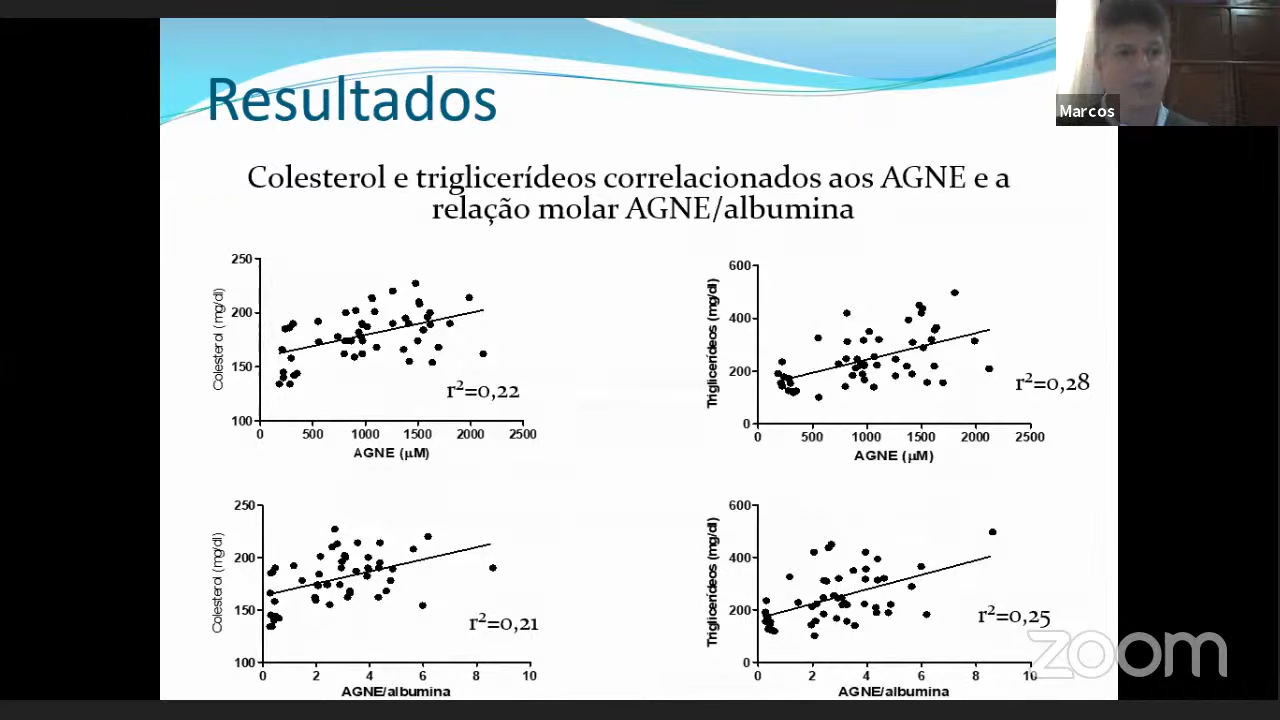 Resultados
Marcos
Colesterol e triglicerídeos correlacionados aos AGNE e a
relação molar AGNE/albumina
Colesterol (mg/dl)
250
200
150
100
0 500 1000 1500 2000 2500
AGNE (µM)
r²=0,22
Triglicerídeos (mg/dl)
600
400
200
0
0 500 1000 1500 2000 2500
AGNE (µM)
r²=0,28
Colesterol (mg/dl)
250
200
150
100
0 2 4 6 8 10
AGNE/albumina
r²=0,21
Triglicerídeos (mg/dl)
600
400
200
0
0 2 4 6 8 10
AGNE/albumina
r²=0,25
zoom